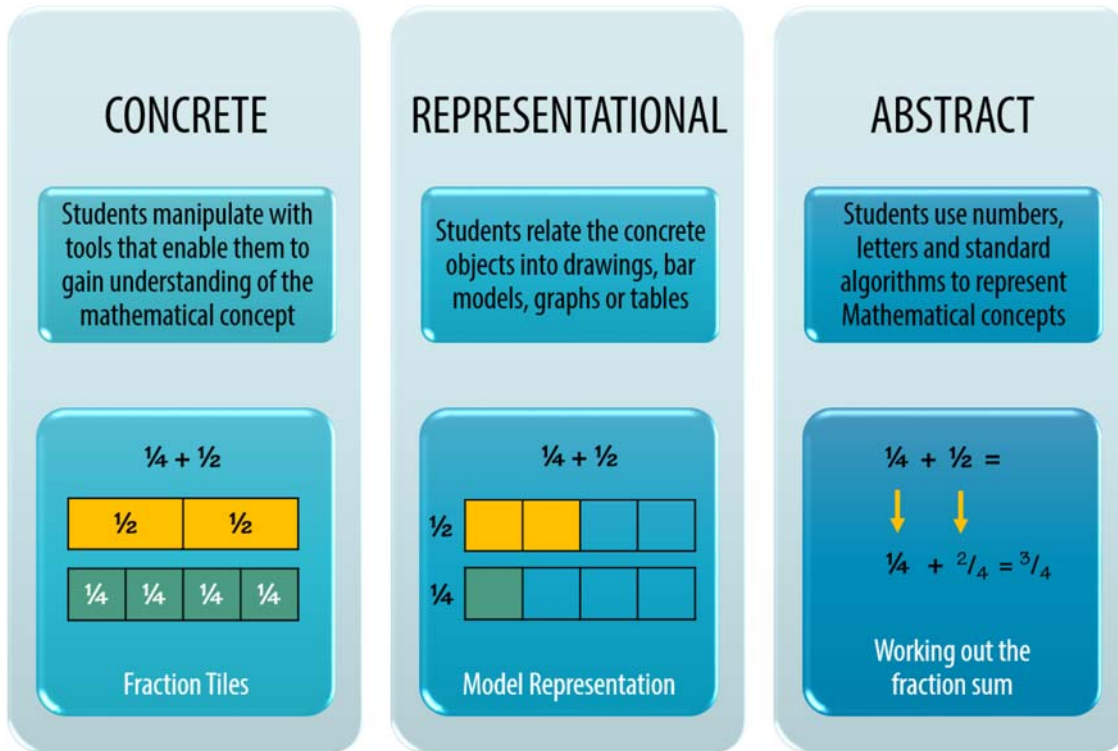 CONCRETE
Students manipulate with
tools that enable them to
gain understanding of the
mathematical concept
¼ + ½
½ ½
¼ ¼ ¼ ¼
Fraction Tiles
REPRESENTATIONAL
Students relate the concrete
objects into drawings, bar
models, graphs or tables
¼ + ½
½
¼
Model Representation
ABSTRACT
Students use numbers,
letters and standard
algorithms to represent
Mathematical concepts
¼ + ½ =
¼ + 2/4 = 3/4
Working out the
fraction sum